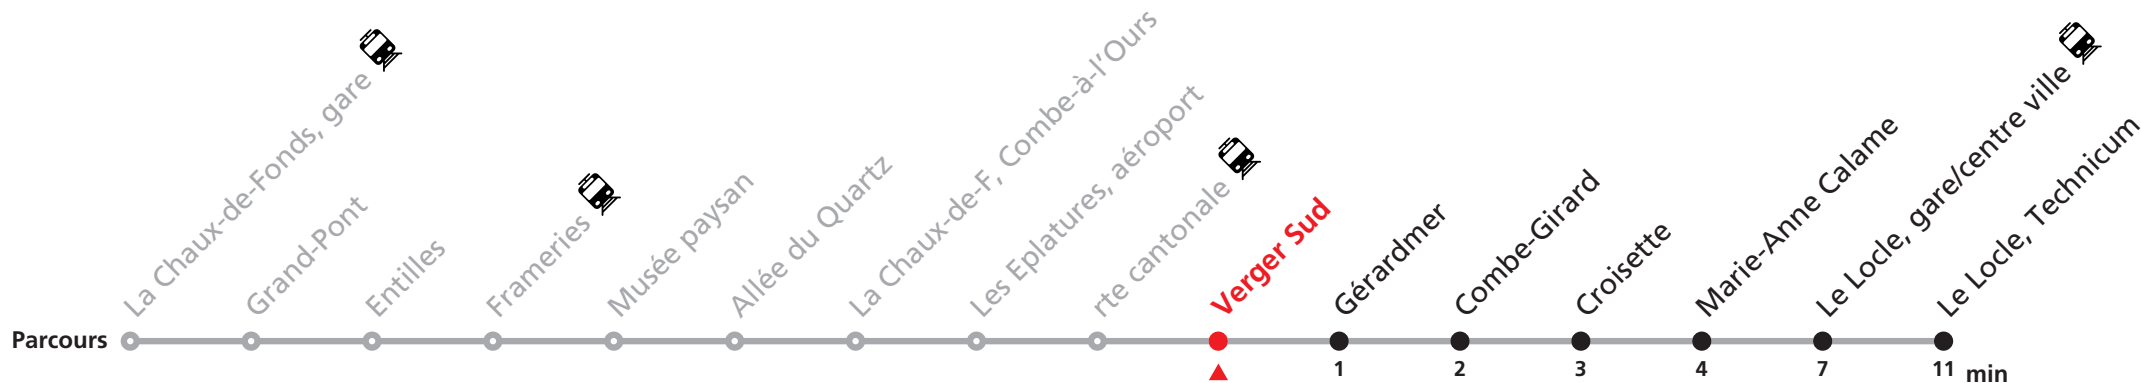 La Chaux-de-Fonds, gare
Grand-Pont
Entilles
Frameries
Musée paysan
Allée du Quartz
La Chaux-de-F, Combe-à-l'Ours
Les Eplatures, aéroport
rte cantonale
Verger Sud
Gérardmer
Combe-Girard
Croisette
Marie-Anne Calame
Le Locle, gare/centre ville
Le Locle, Technicum
Parcours
1 2 3 4 7 11 min